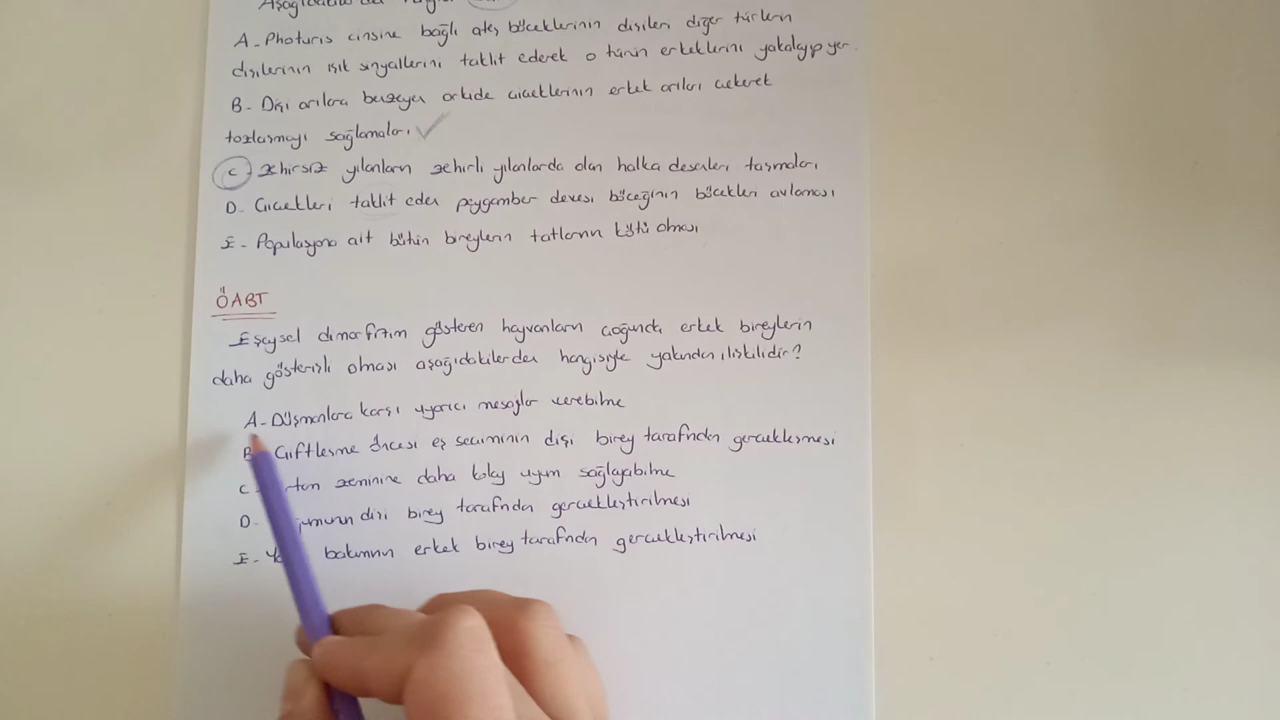 A- Photuris cinsine bağlı ateş böceklerinin dişileri diğer türlerin
dişilerinin ışık sinyallerini taklit ederek o türün erkeklerini yakalayıp yer.
B- Dişi arılara benzeyen orkide çiçeklerinin erkek arıları çekerek
tozlaşmayı sağlamaları
C- Zehirsiz yılanların zehirli yılanlarda olan halka desenleri taşımaları
D- Çiçekleri taklit eden peygamber devesi böceğinin böcekleri avlaması
E- Populasyona ait bütün bireylerin tatlarının kötü olması
ÖABT
Eşeysel dimorfizm gösteren hayvanların çoğunda erkek bireylerin
daha gösterişli olması aşağıdakilerden hangisiyle yakından ilişkilidir?
A- Düşmanlara karşı uyarıcı mesajlar verebilme
B Çiftleşme öncesi eş seçiminin dişi birey tarafından gerçekleşmesi
C- zeminine daha kolay uyum sağlayabilme
D- dişi birey tarafından gerçekleştirilmesi
E- bakımının erkek birey tarafından gerçekleştirilmesi